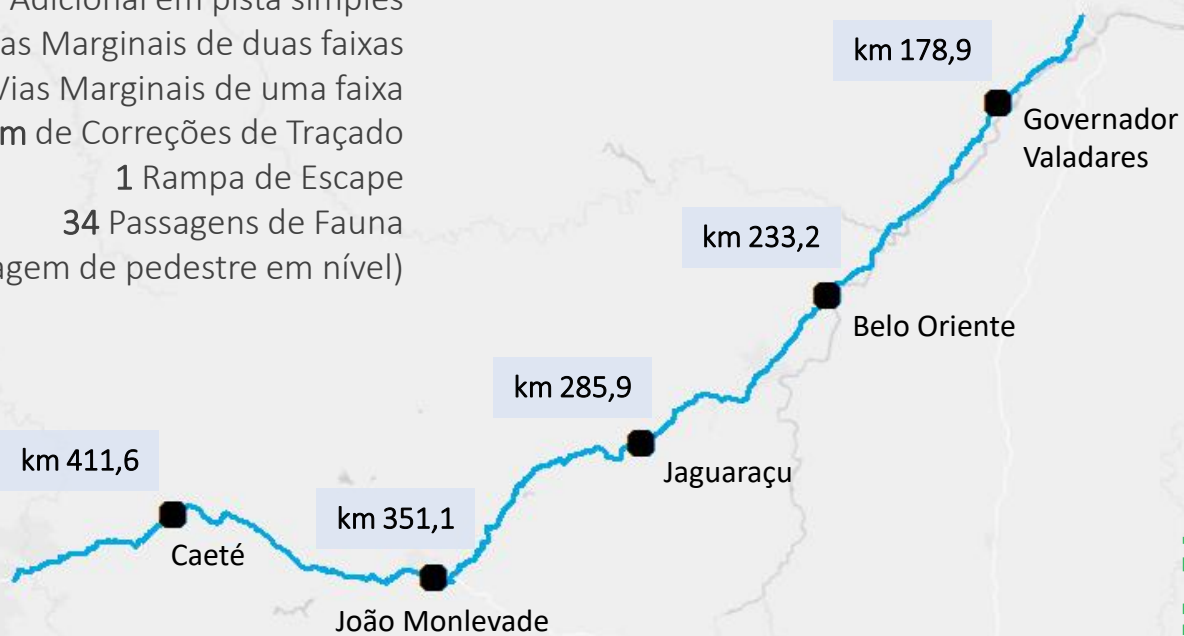 Adicional em pista simples
Marginais de duas faixas
Vias Marginais de uma faixa
de Correções de Traçado
1 Rampa de Escape
34 Passagens de Fauna
de pedestre em nível)
km 178,9
Governador
Valadares
km 233,2
Belo Oriente
km 285,9
Jaguaraçu
km 411,6
Caeté
km 351,1
João Monlevade